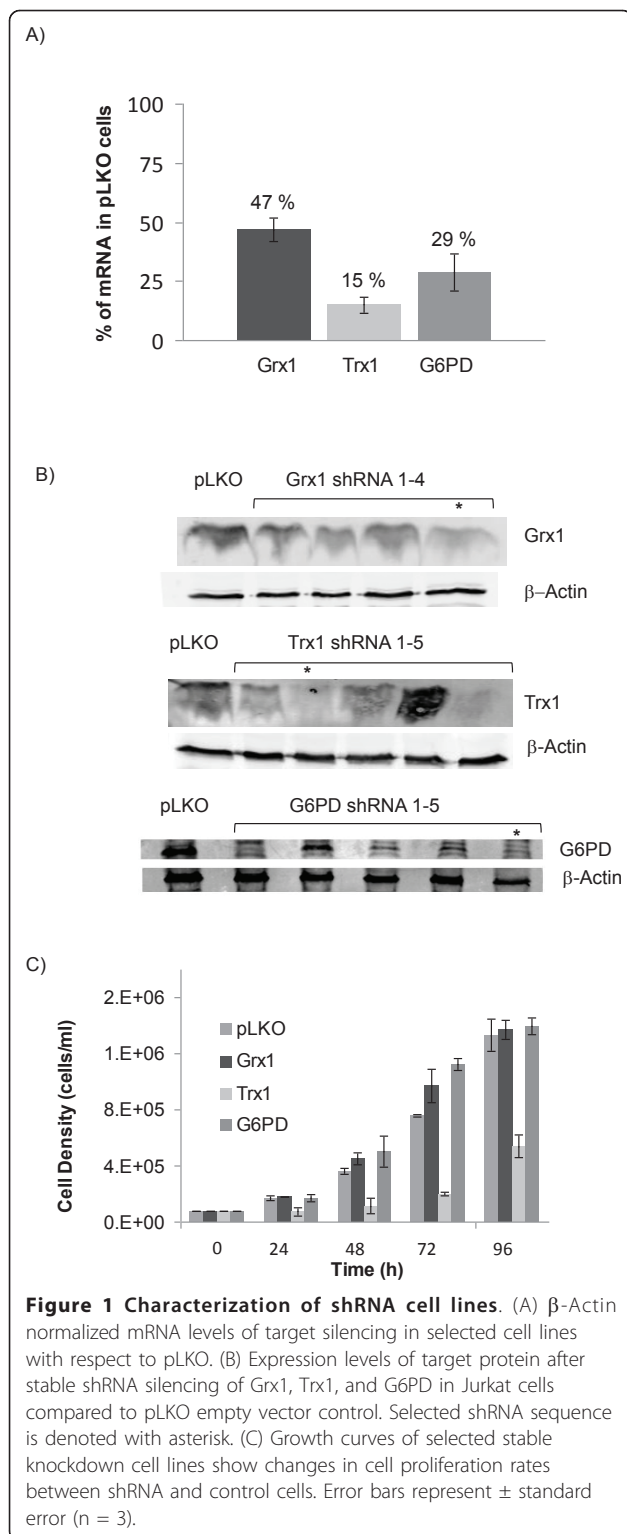 A)
% of mRNA in pLKO cells
100
75
50
25
0
47 %
15 %
29 %
Grx1 Trx1 G6PD
B)
pLKO Grx1 shRNA 1-4
*
Grx1
β–Actin
pLKO Trx1 shRNA 1-5
*
Trx1
β-Actin
pLKO G6PD shRNA 1-5
*
G6PD
β-Actin
C)
Cell Density (cells/ml)
2.E+06
1.E+06
8.E+05
4.E+05
0.E+00
pLKO
Grx1
Trx1
G6PD
0 24 48 72 96
Time (h)
Figure 1 Characterization of shRNA cell lines. (A) β-Actin
normalized mRNA levels of target silencing in selected cell lines
with respect to pLKO. (B) Expression levels of target protein after
stable shRNA silencing of Grx1, Trx1, and G6PD in Jurkat cells
compared to pLKO empty vector control. Selected shRNA sequence
is denoted with asterisk. (C) Growth curves of selected stable
knockdown cell lines show changes in cell proliferation rates
between shRNA and control cells. Error bars represent ± standard
error (n = 3).